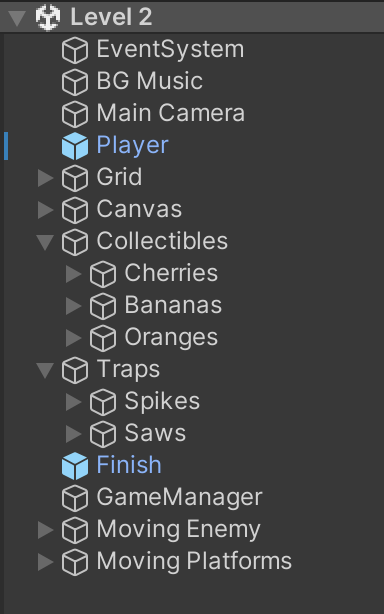 Level 2
EventSystem
BG Music
Main Camera
Player
Grid
Canvas
Collectibles
Cherries
Bananas
Oranges
Traps
Spikes
Saws
Finish
GameManager
Moving Enemy
Moving Platforms